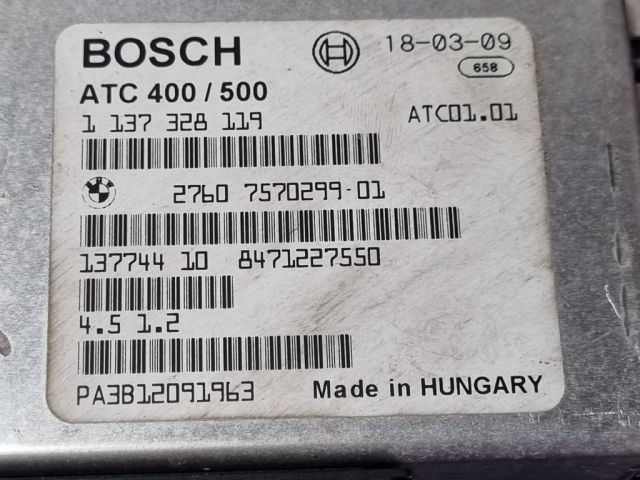 BOSCH 18-03-09
658
ATC 400 / 500
1 137 328 119 ATC01.01
2760 7570299-01
137744 10 8471227550
4.5 1.2
PA3B12091963 Made in HUNGARY